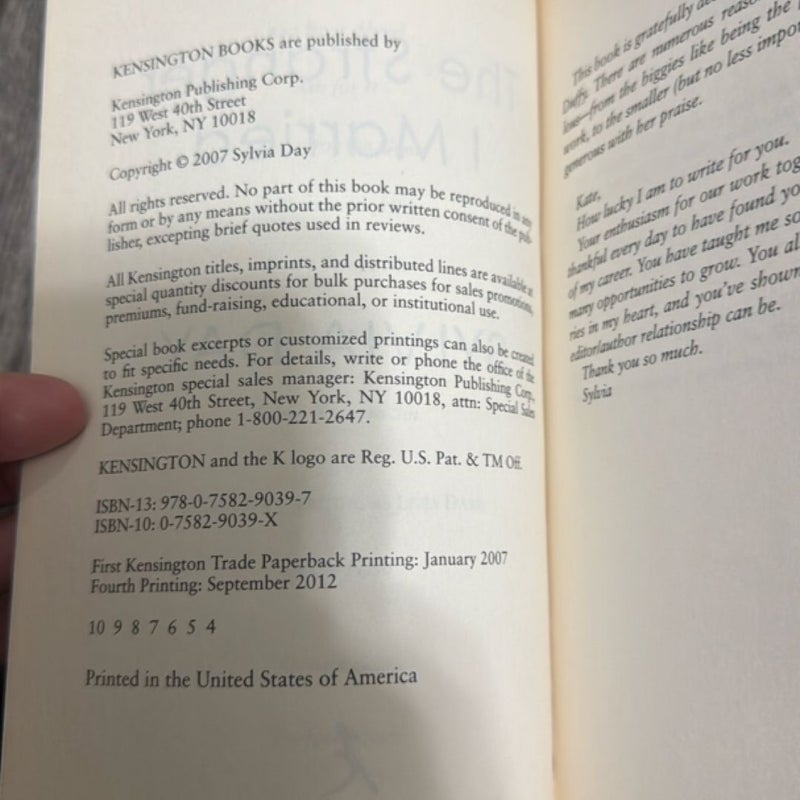 KENSINGTON BOOKS are published by
Kensington Publishing Corp.
119 West 40th Street
New York, NY 10018
Copyright © 2007 Sylvia Day
All rights reserved. No part of this book may be reproduced in any
form or by any means without the prior written consent of the pub-
lisher, excepting brief quotes used in reviews.
All Kensington titles, imprints, and distributed lines are available at
special quantity discounts for bulk purchases for sales promotions,
premiums, fund-raising, educational, or institutional use.
Special book excerpts or customized printings can also be created
to fit specific needs. For details, write or phone the office of the
Kensington special sales manager: Kensington Publishing Corp.
119 West 40th Street, New York, NY 10018, attn: Special Sales
Department; phone 1-800-221-2647.
KENSINGTON and the K logo are Reg. U.S. Pat. & TM Off.
ISBN-13: 978-0-7582-9039-7
ISBN-10: 0-7582-9039-X
First Kensington Trade Paperback Printing: January 2007
Fourth Printing: September 2012
10 9 8 7 6 5 4
Printed in the United States of America
This book is gratefully
Duffy. There are numerous
from the biggies like being the
work, to the smaller (but no less
generous with her praise.
Kate,
How lucky I am to write for you.
Your enthusiasm for our work
thankful every day to have found
of my career. You have taught me
many opportunities to grow. You
ries in my heart, and you've shown
editor/author relationship can be.
Thank you so much.
Sylvia